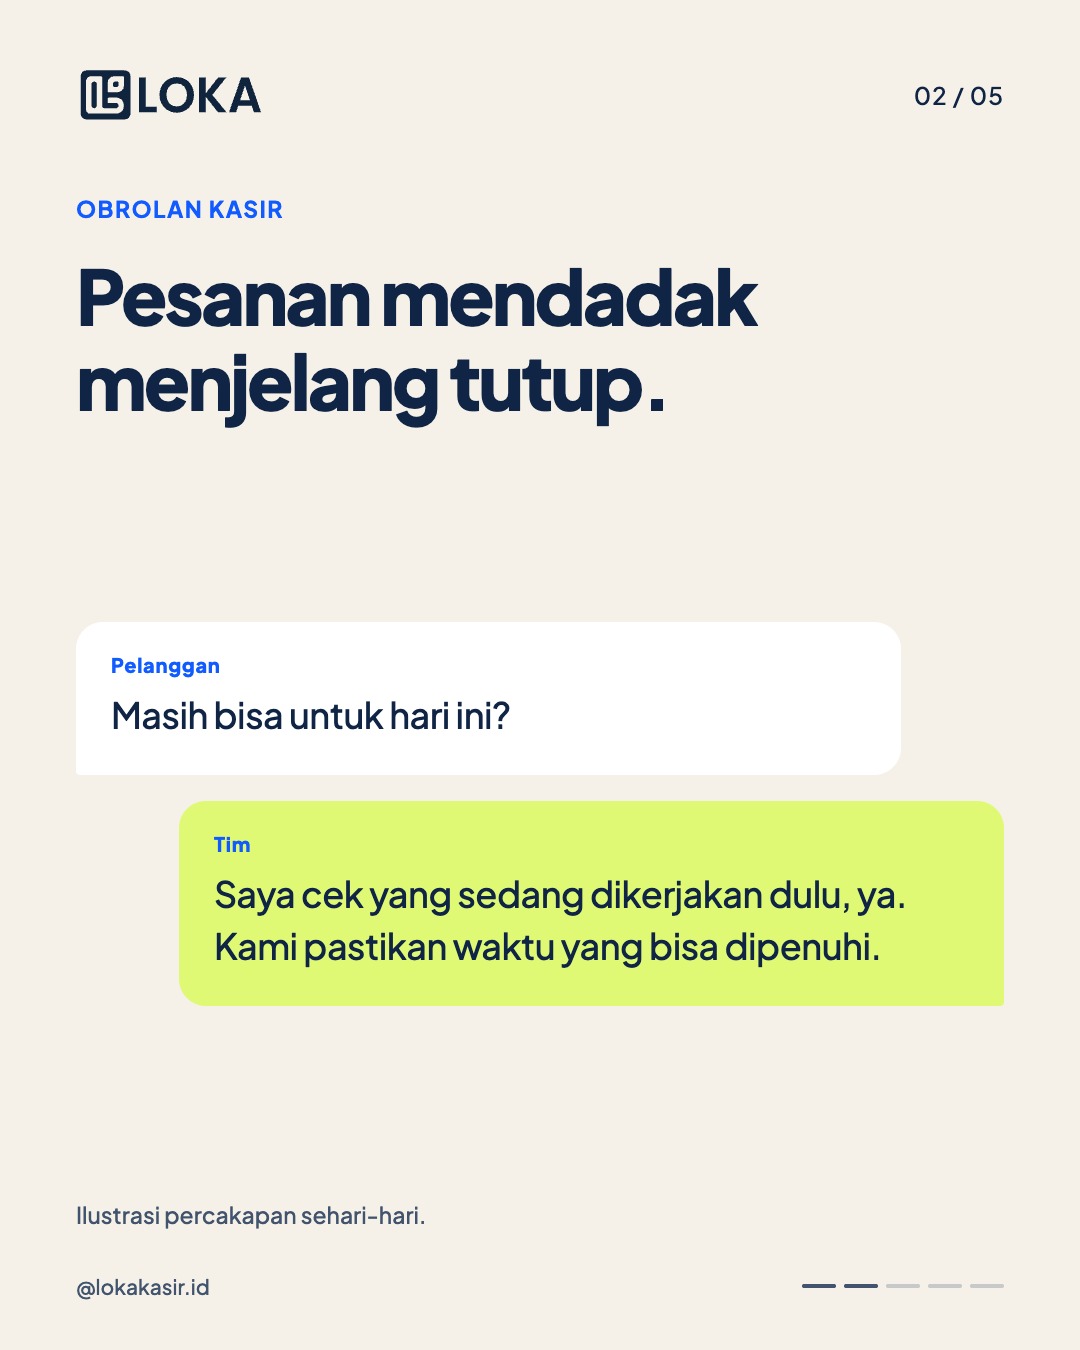 LOKA
02 / 05
OBROLAN KASIR
Pesanan mendadak
menjelang tutup.
Pelanggan
Masih bisa untuk hari ini?
Tim
Saya cek yang sedang dikerjakan dulu, ya.
Kami pastikan waktu yang bisa dipenuhi.
Ilustrasi percakapan sehari-hari.
@lokakasir.id